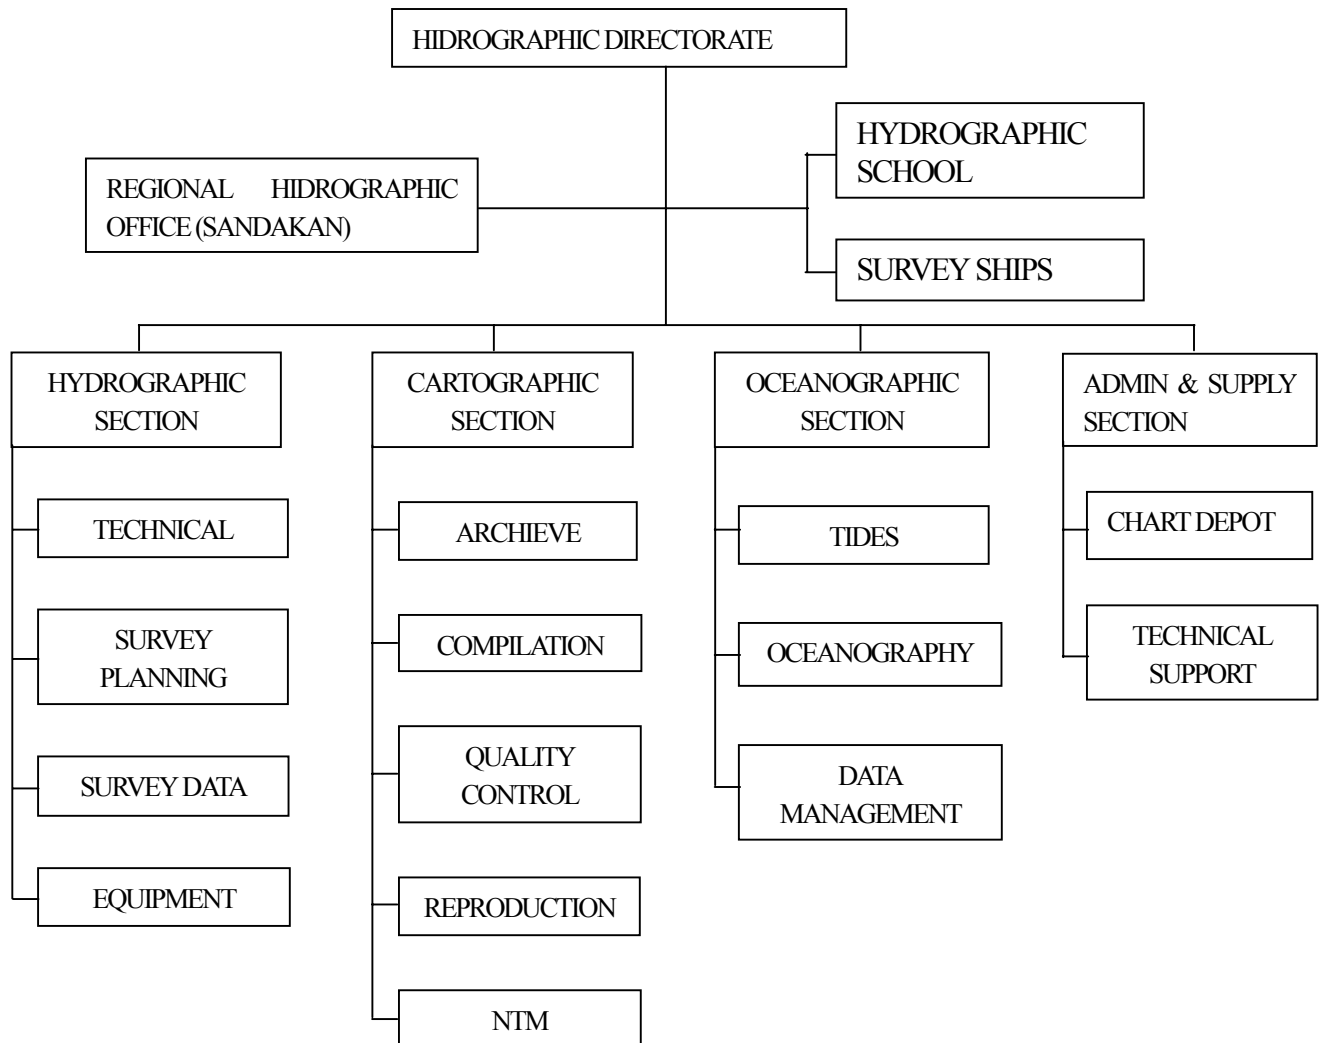 HIDROGRAPHIC DIRECTORATE
HYDROGRAPHIC
SCHOOL
REGIONAL HIDROGRAPHIC
OFFICE (SANDAKAN)
SURVEY SHIPS
HYDROGRAPHIC
SECTION
TECHNICAL
SURVEY
PLANNING
SURVEY DATA
EQUIPMENT
CARTOGRAPHIC
SECTION
ARCHIEVE
COMPILATION
QUALITY
CONTROL
REPRODUCTION
NTM
OCEANOGRAPHIC
SECTION
TIDES
OCEANOGRAPHY
DATA
MANAGEMENT
ADMIN & SUPPLY
SECTION
CHART DEPOT
TECHNICAL
SUPPORT